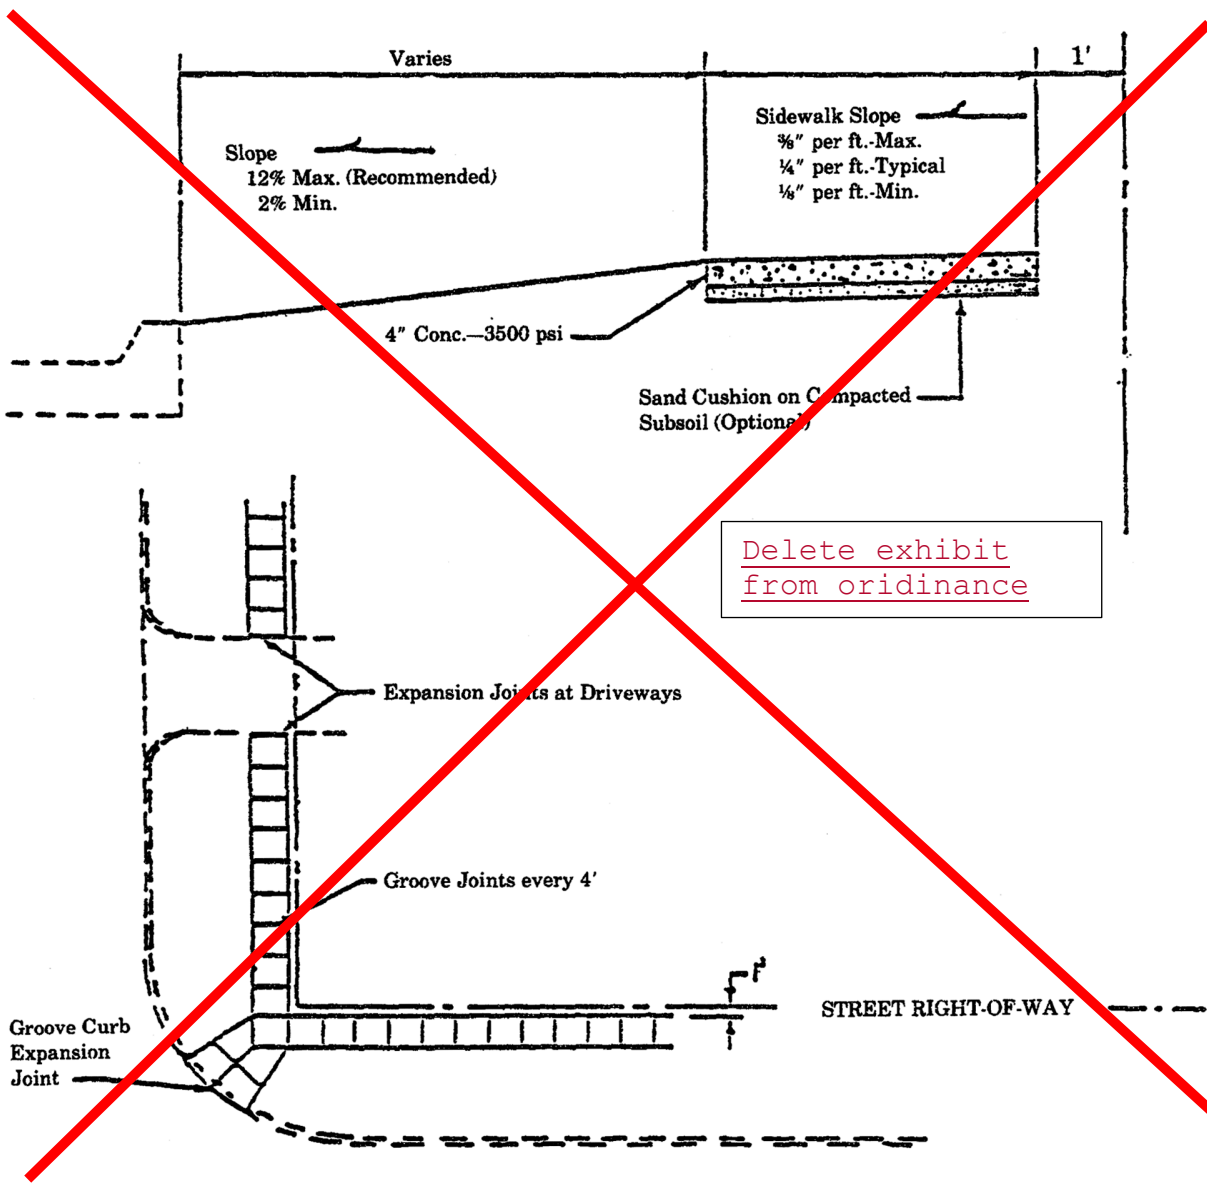 Varies
1'
Sidewalk Slope
⅜" per ft.-Max.
¼" per ft.-Typical
⅛" per ft.-Min.
Slope
12% Max. (Recommended)
2% Min.
4" Conc.—3500 psi
Sand Cushion on Compacted
Subsoil (Optional)
Delete exhibit
from oridinance
Expansion Joints at Driveways
Groove Joints every 4'
1'
STREET RIGHT-OF-WAY
Groove Curb
Expansion
Joint